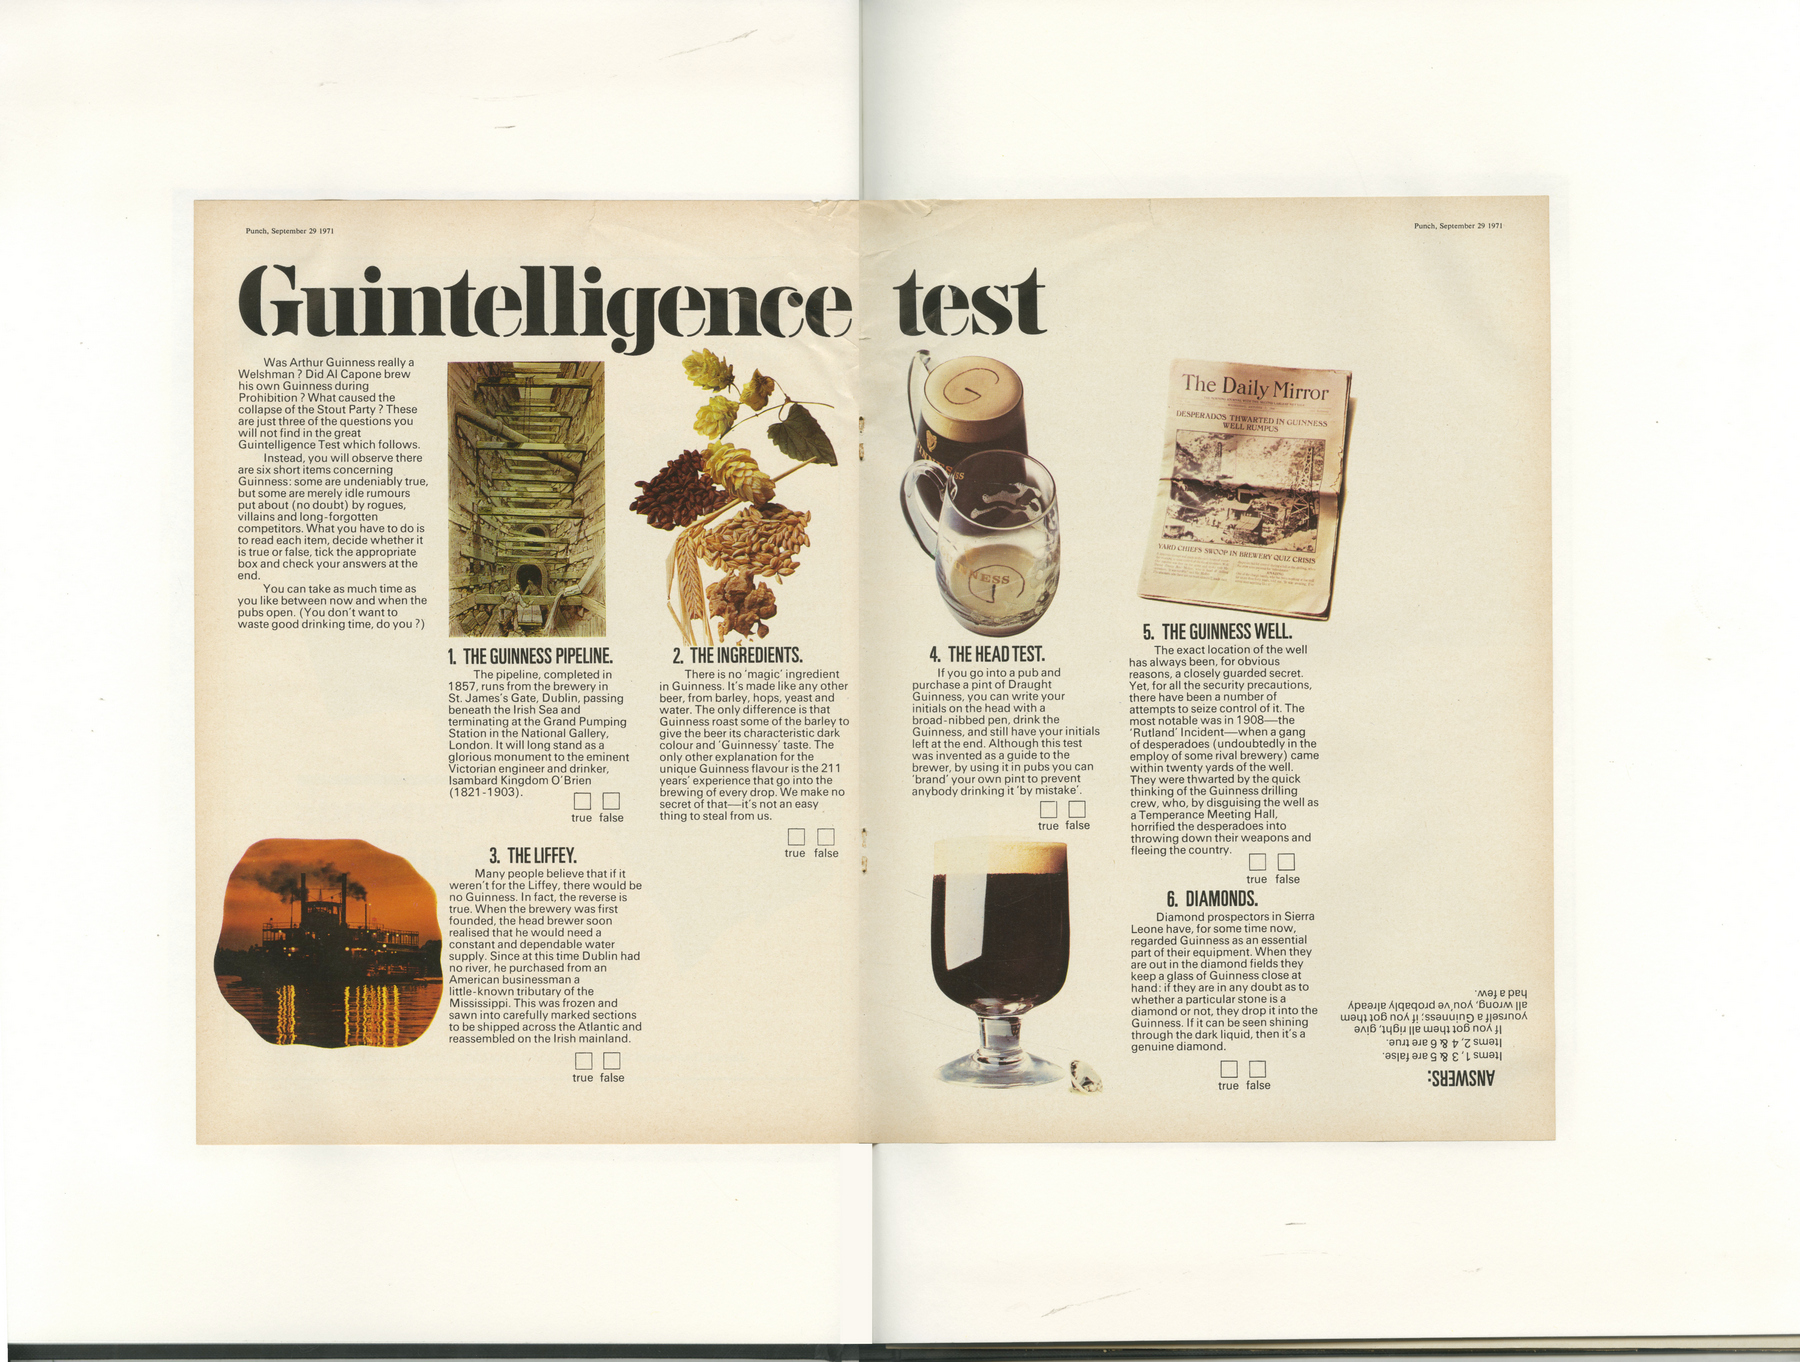 Punch, September 29 1971
Punch, September 29 1971
Guintelligence test
Was Arthur Guinness really a
Welshman? Did Al Capone brew
his own Guinness during
Prohibition? What caused the
collapse of the Stout Party? These
are just three of the questions you
will not find in the great
Guintelligence Test which follows.
Instead, you will observe there
are six short items concerning
Guinness: some are undeniably true,
but some are merely idle rumours
put about (no doubt) by rogues,
villains and long-forgotten
competitors. What you have to do is
to read each item, decide whether it
is true or false, tick the appropriate
box and check your answers at the
end.
You can take as much time as
you like between now and when the
pubs open. (You don't want to
waste good drinking time, do you?)
1. THE GUINNESS PIPELINE.
The pipeline, completed in
1857, runs from the brewery in
St. James's Gate, Dublin, passing
beneath the Irish Sea and
terminating at the Grand Pumping
Station in the National Gallery,
London. It will long stand as a
glorious monument to the eminent
Victorian engineer and drinker,
Isambard Kingdom O'Brien
(1821-1903).
true false
2. THE INGREDIENTS.
There is no 'magic' ingredient
in Guinness. It's made like any other
beer, from barley, hops, yeast and
water. The only difference is that
Guinness roast some of the barley to
give the beer its characteristic dark
colour and 'Guinnessy' taste. The
only other explanation for the
unique Guinness flavour is the 211
years' experience that go into the
brewing of every drop. We make no
secret of that—it's not an easy
thing to steal from us.
true false
3. THE LIFFEY.
Many people believe that if it
weren't for the Liffey, there would be
no Guinness. In fact, the reverse is
true. When the brewery was first
founded, the head brewer soon
realised that he would need a
constant and dependable water
supply. Since at this time Dublin had
no river, he purchased from an
American businessman a
little-known tributary of the
Mississippi. This was frozen and
sawn into carefully marked sections
to be shipped across the Atlantic and
reassembled on the Irish mainland.
true false
G
NESS
G
4. THE HEAD TEST.
If you go into a pub and
purchase a pint of Draught
Guinness, you can write your
initials on the head with a
broad-nibbed pen, drink the
Guinness, and still have your initials
left at the end. Although this test
was invented as a guide to the
brewer, by using it in pubs you can
'brand' your own pint to prevent
anybody drinking it 'by mistake'.
true false
The Daily Mirror
DESPERADOS THWARTED IN GUINNESS
WELL RUMPUS
YARD CHIEFS SWOOP IN BREWERY QUIZ CRISIS
5. THE GUINNESS WELL.
The exact location of the well
has always been, for obvious
reasons, a closely guarded secret.
Yet, for all the security precautions,
there have been a number of
attempts to seize control of it. The
most notable was in 1908—the
'Rutland' Incident—when a gang
of desperadoes (undoubtedly in the
employ of some rival brewery) came
within twenty yards of the well.
They were thwarted by the quick
thinking of the Guinness drilling
crew, who, by disguising the well as
a Temperance Meeting Hall,
horrified the desperadoes into
throwing down their weapons and
fleeing the country.
true false
6. DIAMONDS.
Diamond prospectors in Sierra
Leone have, for some time now,
regarded Guinness as an essential
part of their equipment. When they
are out in the diamond fields they
keep a glass of Guinness close at
hand: if they are in any doubt as to
whether a particular stone is a
diamond or not, they drop it into the
Guinness. If it can be seen shining
through the dark liquid, then it's a
genuine diamond.
true false
ANSWERS:
Items 1, 3 & 5 are false.
Items 2, 4 & 6 are true.
If you got them all right, give
yourself a Guinness; if you got them
all wrong, you've probably already
had a few.